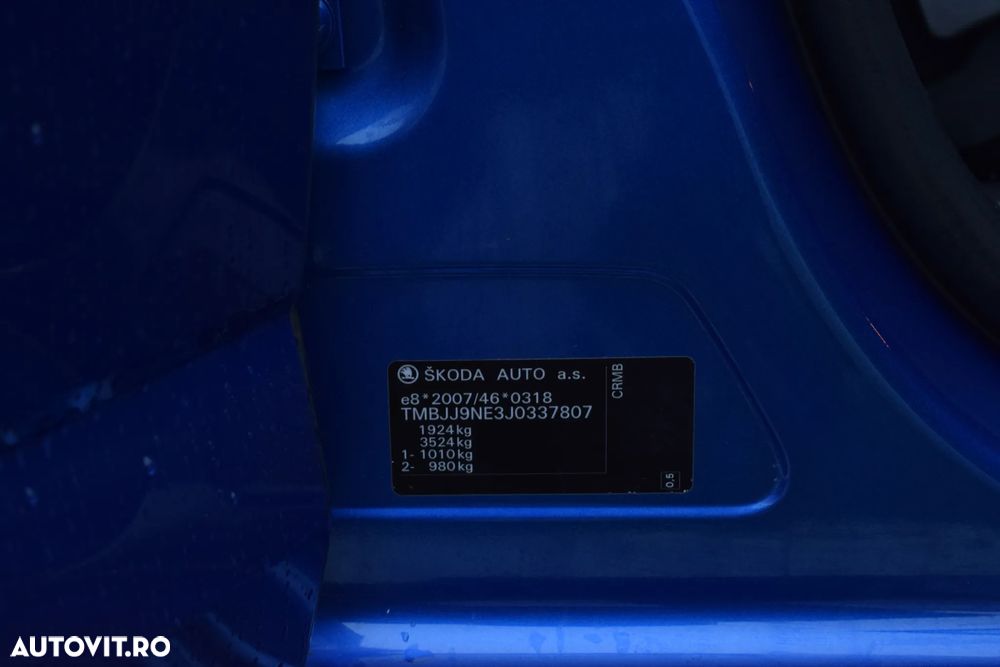 ŠKODA AUTO a.s.
e8*2007/46*0318
TMBJJ9NE3J0337807
1924kg
3524kg
1- 1010kg
2- 980kg
CRMB
0,5
AUTOVIT.RO